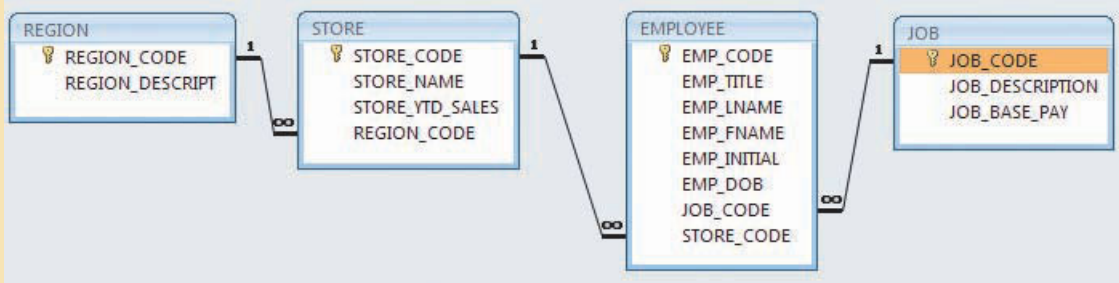 REGION
REGION_CODE
REGION_DESCRIPT
1
∞
STORE
STORE_CODE
STORE_NAME
STORE_YTD_SALES
REGION_CODE
1
∞
EMPLOYEE
EMP_CODE
EMP_TITLE
EMP_LNAME
EMP_FNAME
EMP_INITIAL
EMP_DOB
JOB_CODE
STORE_CODE
1
∞
JOB
JOB_CODE
JOB_DESCRIPTION
JOB_BASE_PAY